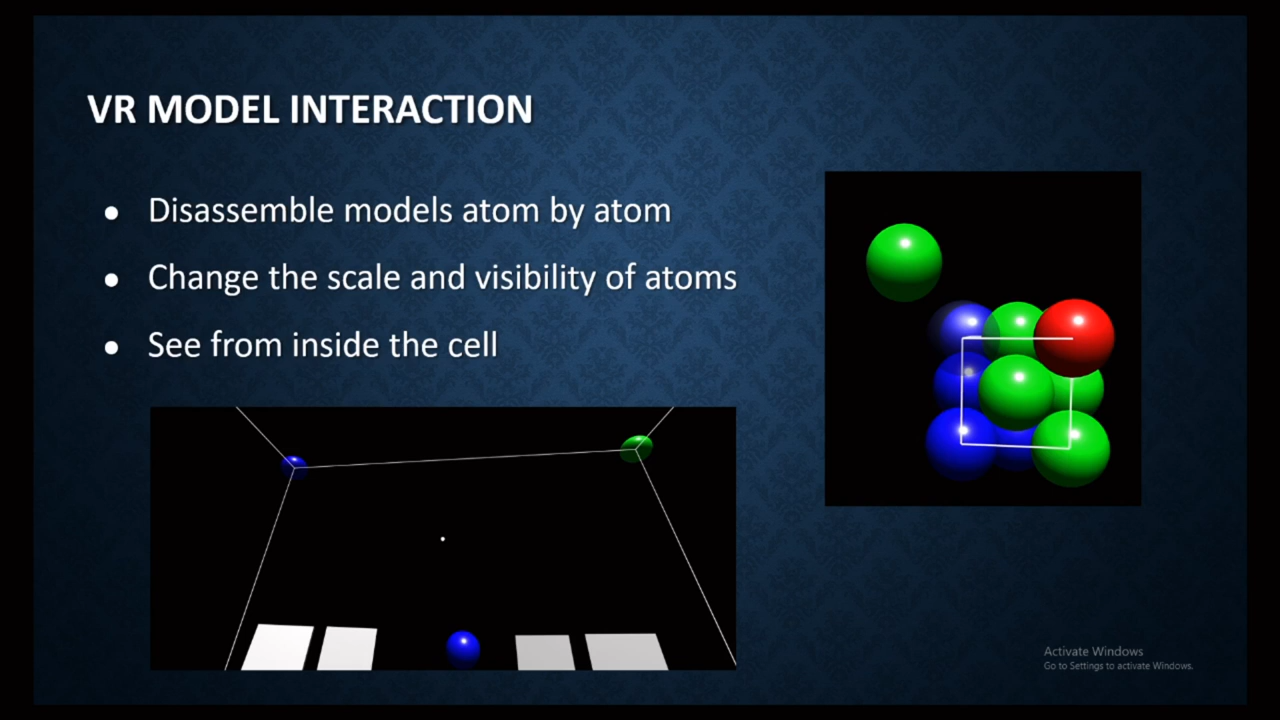 VR MODEL INTERACTION
● Disassemble models atom by atom
● Change the scale and visibility of atoms
● See from inside the cell
Activate Windows
Go to Settings to activate Windows.